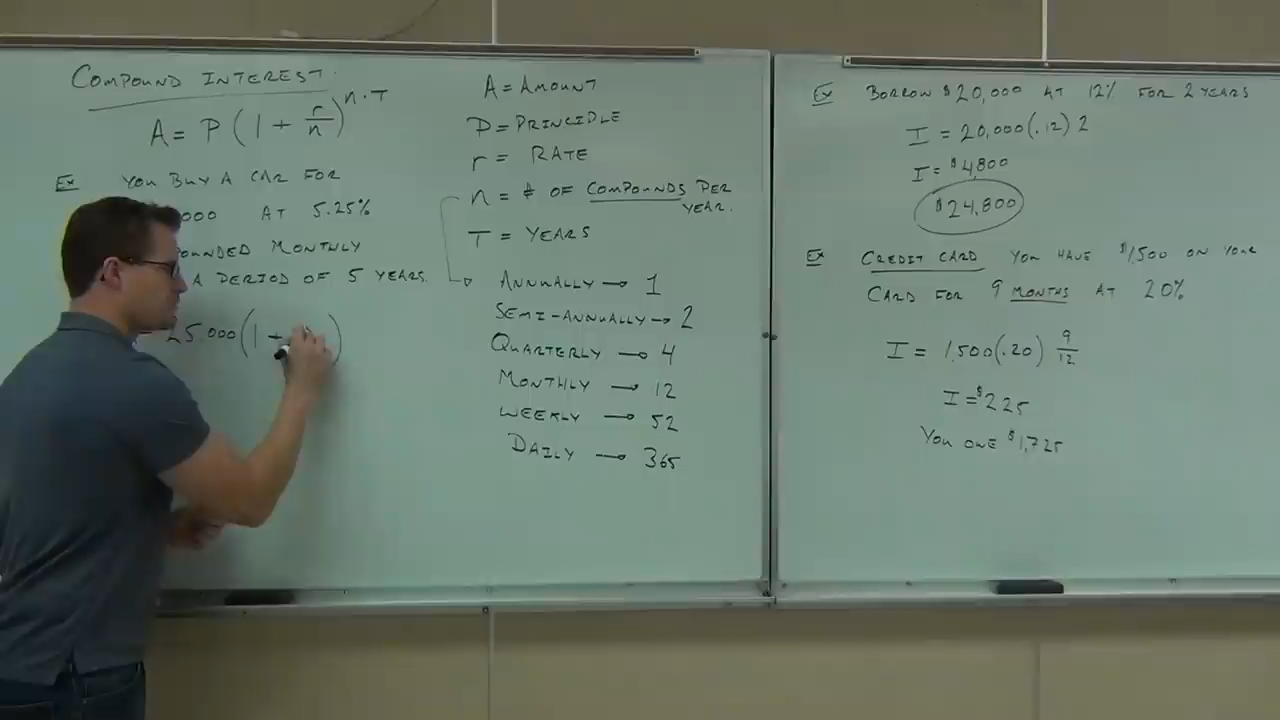 COMPOUND INTEREST
A = P (1 + r/n)^n·T
Ex YOU BUY A CAR FOR
000 AT 5.25%
OUNDED MONTHLY
A PERIOD OF 5 YEARS.
25,000(1 + )
A = AMOUNT
P = PRINCIPLE
r = RATE
n = # OF COMPOUNDS PER
YEAR.
T = YEARS
ANNUALLY → 1
SEMI-ANNUALLY → 2
QUARTERLY → 4
MONTHLY → 12
WEEKLY → 52
DAILY → 365
Ex BORROW $20,000 AT 12% FOR 2 YEARS
I = 20,000(.12) 2
I = $4,800
$24,800
Ex CREDIT CARD YOU HAVE $1,500 ON YOUR
CARD FOR 9 MONTHS AT 20%
I = 1,500(.20) 9/12
I = $225
YOU OWE $1,725